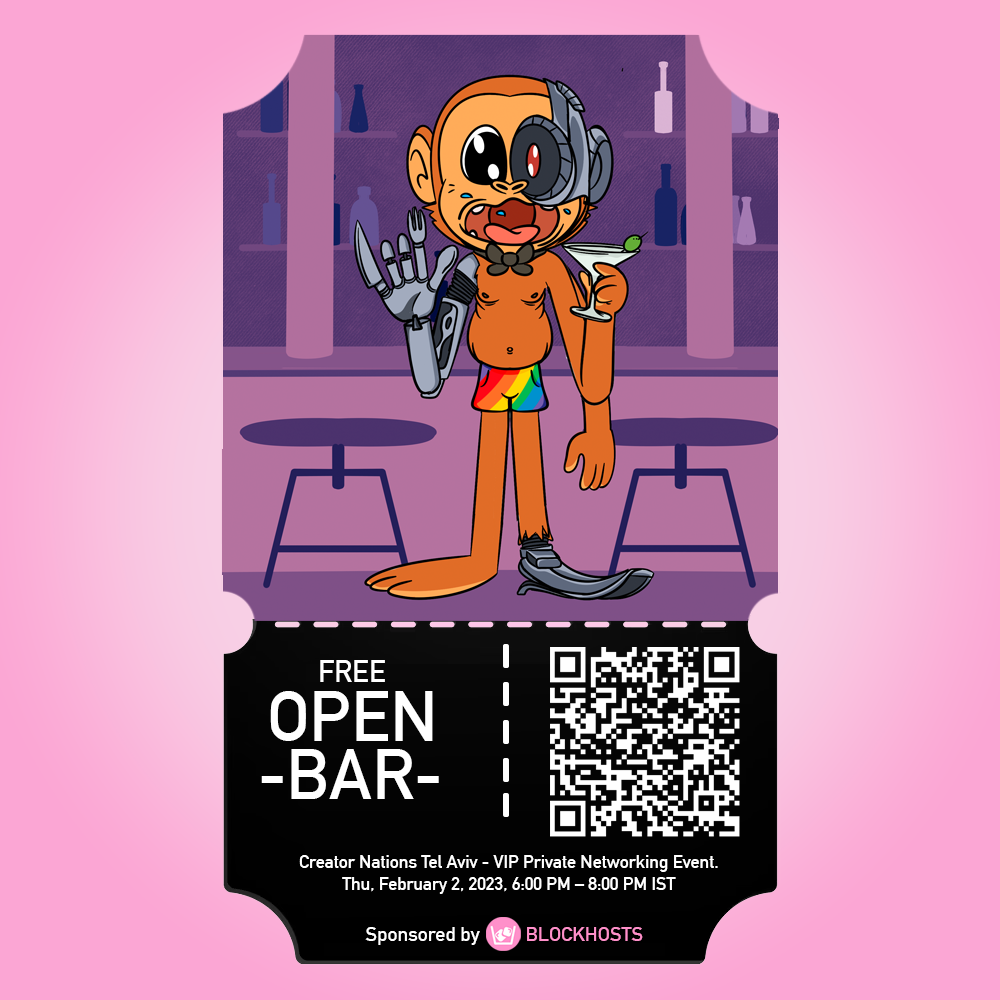 FREE
OPEN
-BAR-
Creator Nations Tel Aviv - VIP Private Networking Event.
Thu, February 2, 2023, 6:00 PM – 8:00 PM IST
Sponsored by BLOCKHOSTS